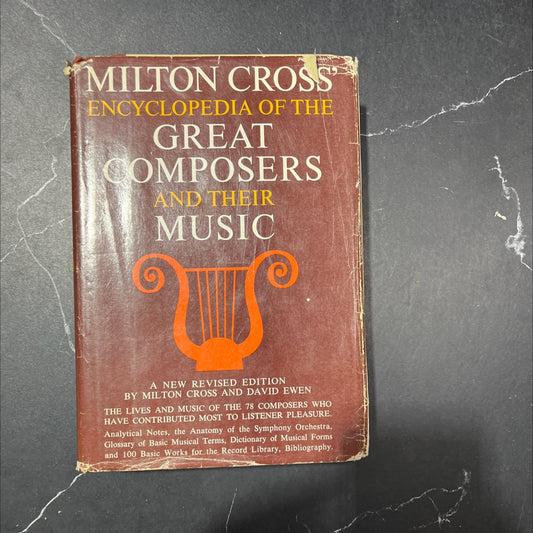 MILTON CROSS'
ENCYCLOPEDIA OF THE
GREAT
COMPOSERS
AND THEIR
MUSIC
A NEW REVISED EDITION
BY MILTON CROSS AND DAVID EWEN
THE LIVES AND MUSIC OF THE 78 COMPOSERS WHO
HAVE CONTRIBUTED MOST TO LISTENER PLEASURE.
Analytical Notes, the Anatomy of the Symphony Orchestra,
Glossary of Basic Musical Terms, Dictionary of Musical Forms
and 100 Basic Works for the Record Library, Bibliography.